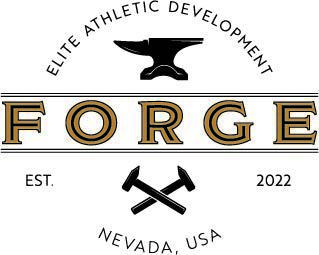 ELITE ATHLETIC DEVELOPMENT
FORGE
EST. 2022
NEVADA, USA